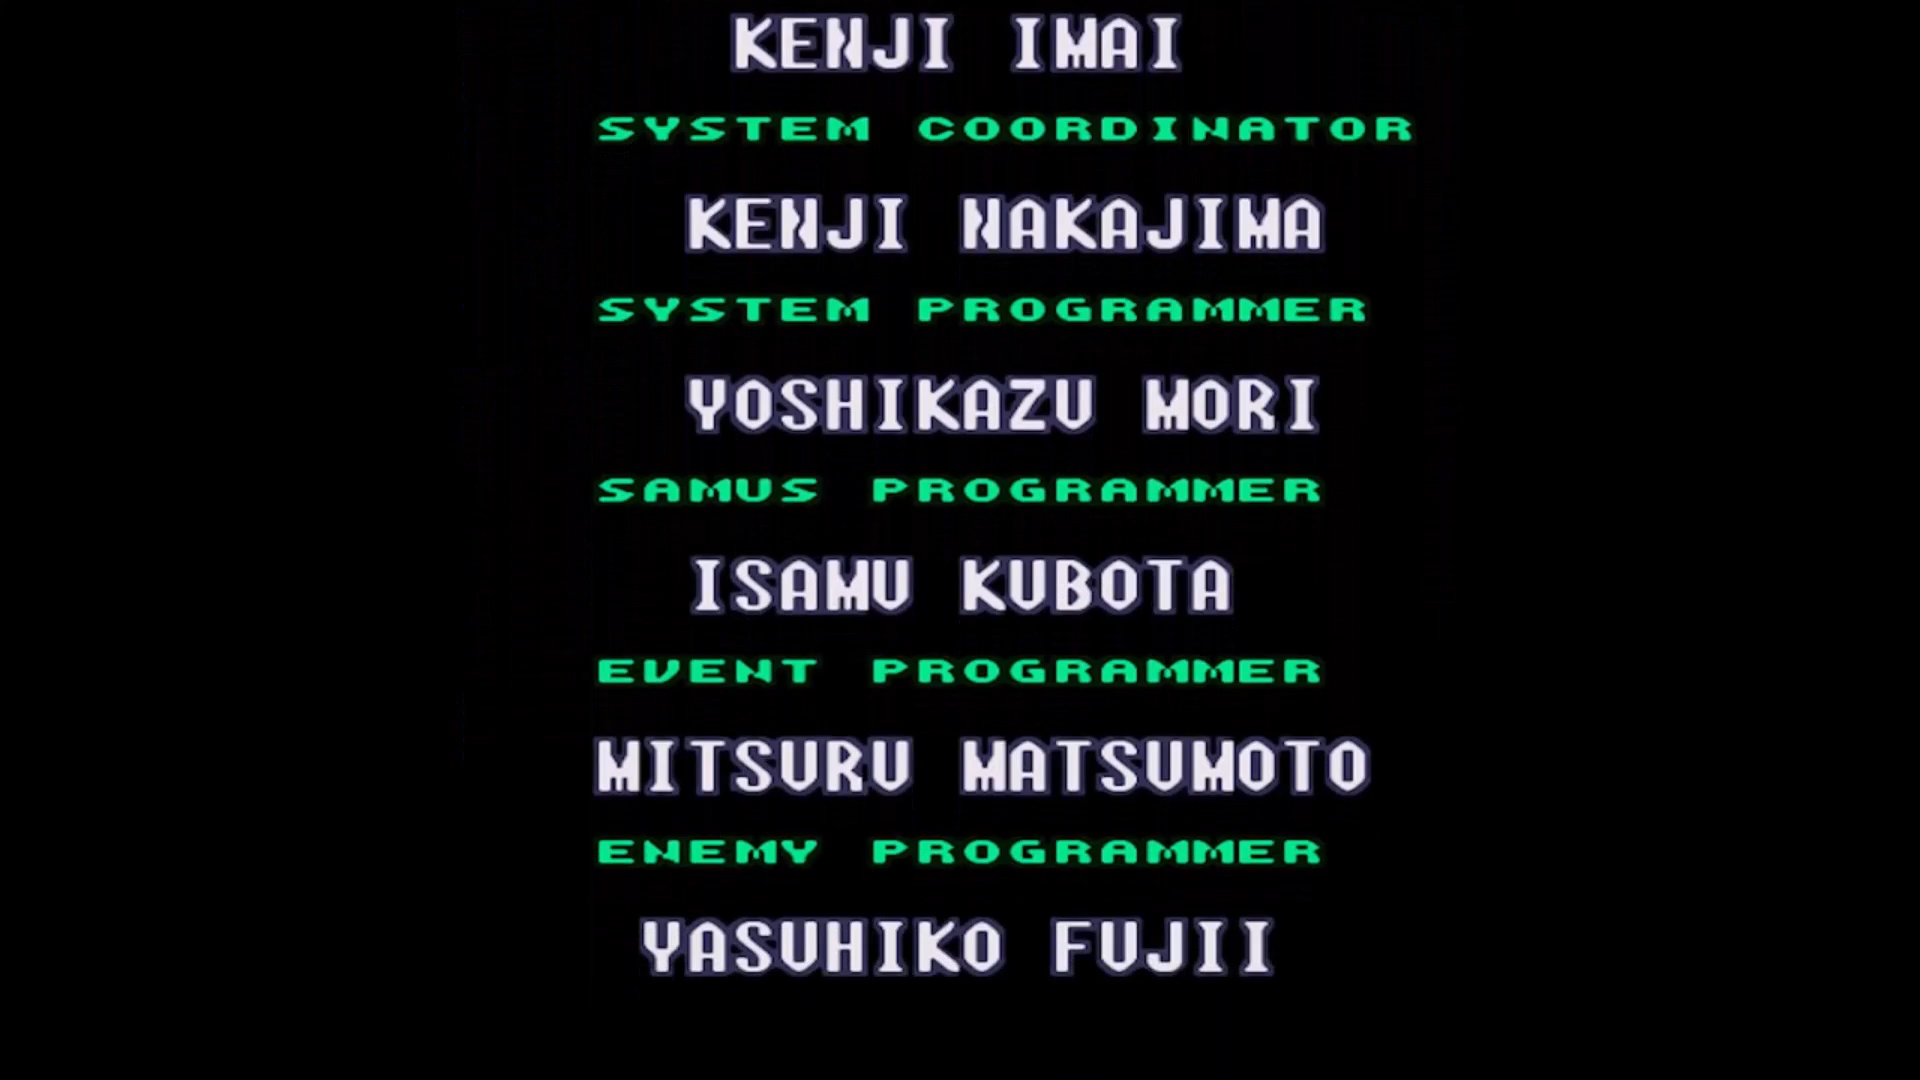 KENJI IMAI
SYSTEM COORDINATOR
KENJI NAKAJIMA
SYSTEM PROGRAMMER
YOSHIKAZU MORI
SAMUS PROGRAMMER
ISAMU KUBOTA
EVENT PROGRAMMER
MITSURU MATSUMOTO
ENEMY PROGRAMMER
YASUHIKO FUJII